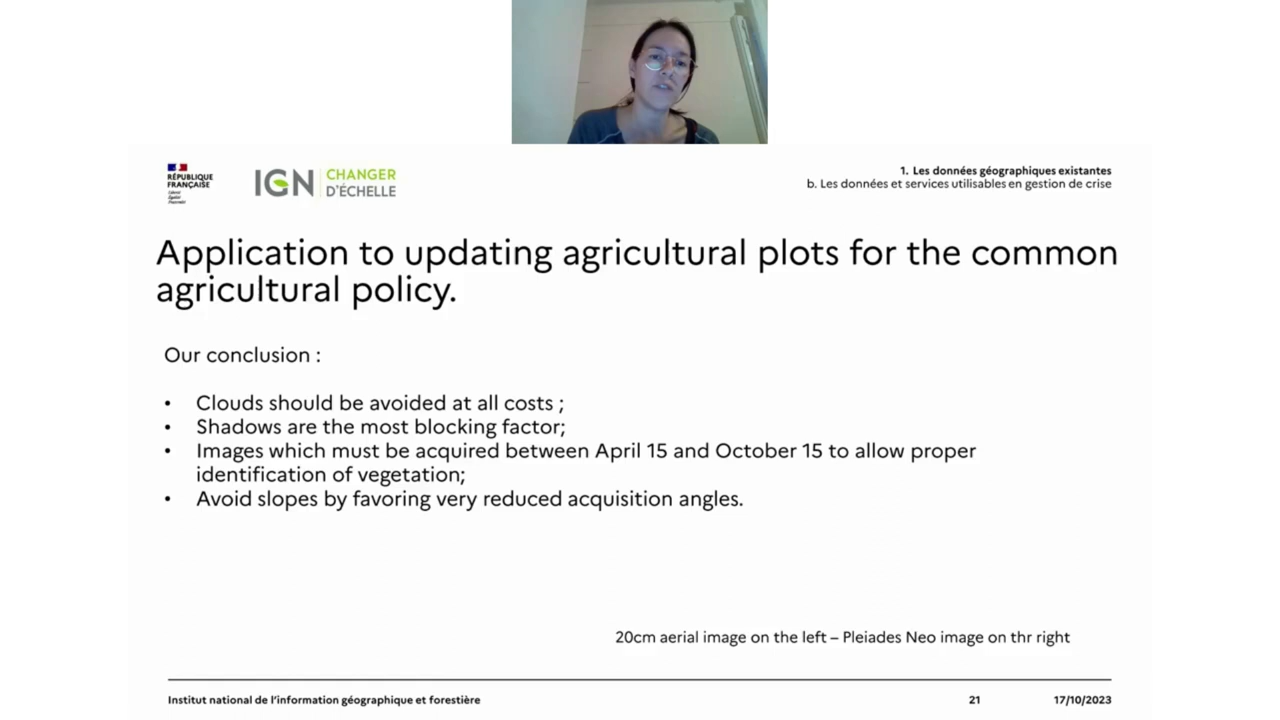 RÉPUBLIQUE
FRANÇAISE
Liberté
Égalité
Fraternité
IGN
CHANGER
D'ÉCHELLE
1. Les données géographiques existantes
b. Les données et services utilisables en gestion de crise
Application to updating agricultural plots for the common
agricultural policy.
Our conclusion :
• Clouds should be avoided at all costs ;
• Shadows are the most blocking factor;
• Images which must be acquired between April 15 and October 15 to allow proper
identification of vegetation;
• Avoid slopes by favoring very reduced acquisition angles.
20cm aerial image on the left – Pleiades Neo image on thr right
Institut national de l'information géographique et forestière
21
17/10/2023